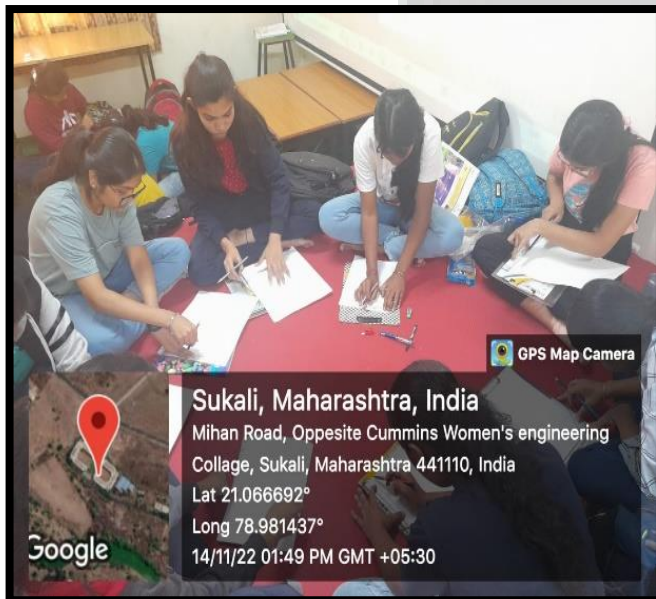 GPS Map Camera
Sukali, Maharashtra, India
Mihan Road, Oppesite Cummins Women's engineering
Collage, Sukali, Maharashtra 441110, India
Lat 21.066692°
Long 78.981437°
14/11/22 01:49 PM GMT +05:30
Google